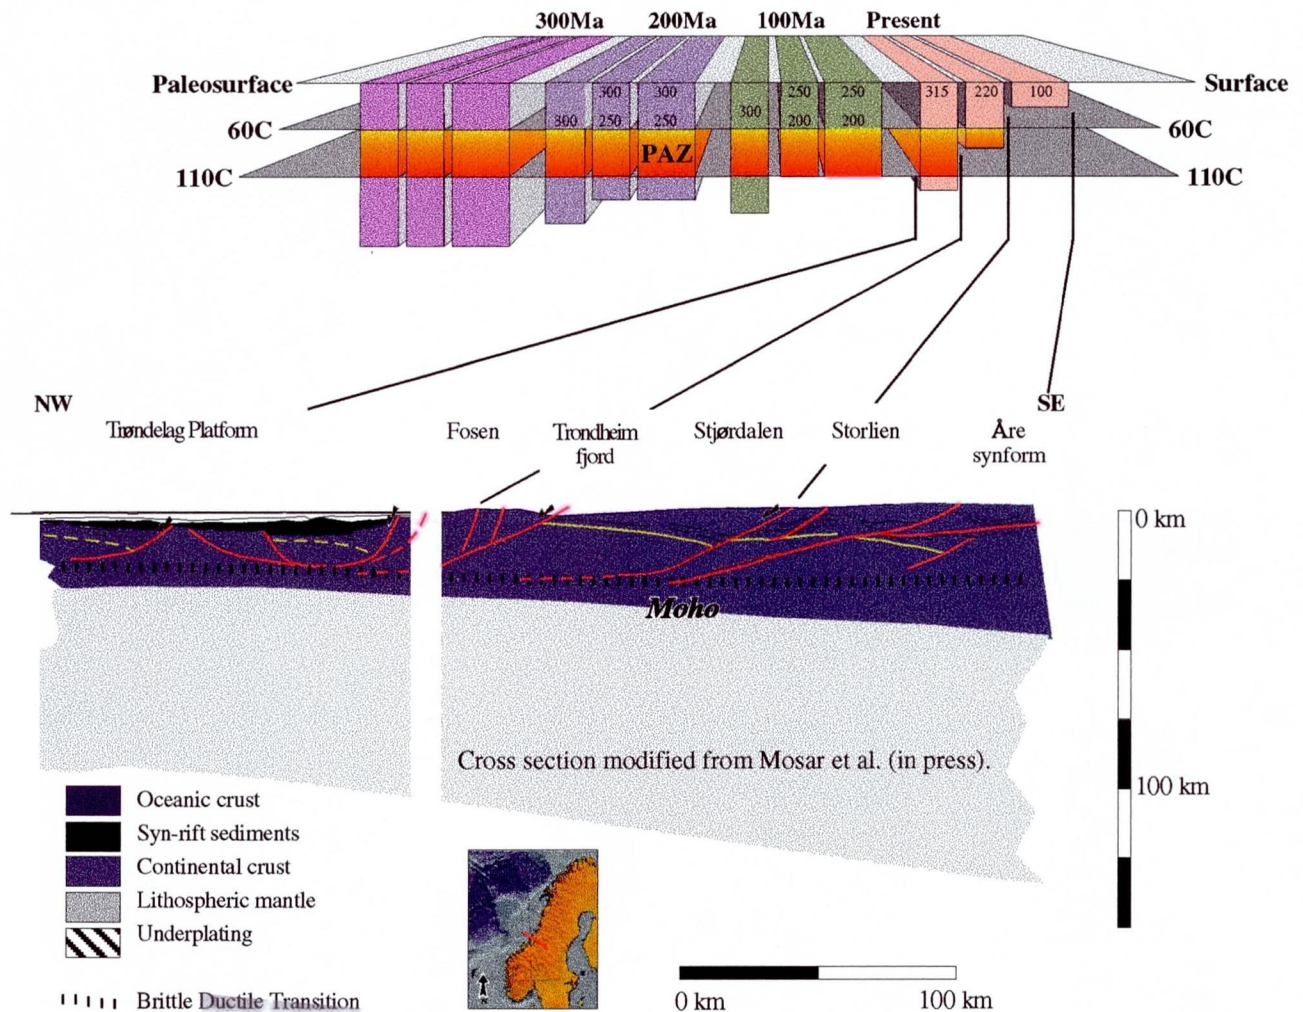 300Ma 200Ma 100Ma Present
Paleosurface
300 300 250 250 315 220 100
Surface
60C
300 250 250 300 200 200
60C
PAZ
110C
110C
NW
SE
Trøndelag Platform
Fosen
Trondheim
fjord
Stjørdalen
Storlien
Åre
synform
0 km
Moho
Cross section modified from Mosar et al. (in press).
100 km
Oceanic crust
Syn-rift sediments
Continental crust
Lithospheric mantle
Underplating
Brittle Ductile Transition
N
0 km
100 km